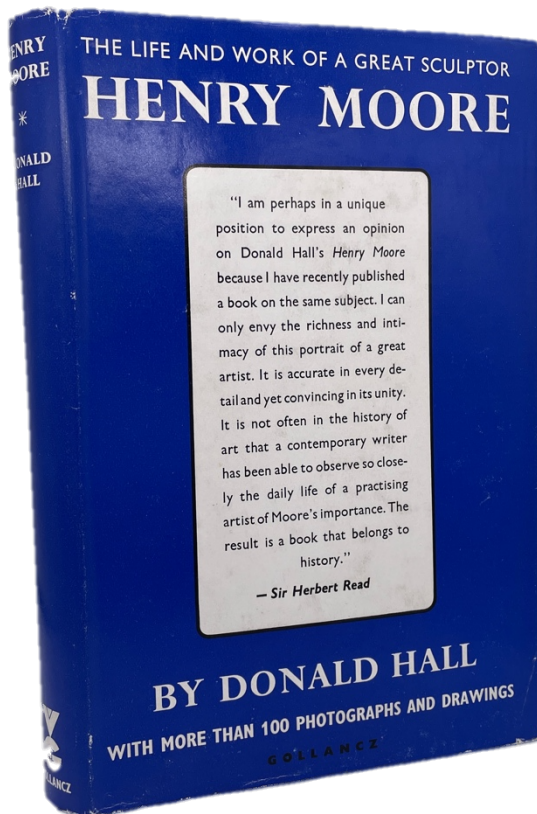 HENRY
MOORE
*
DONALD
HALL
GOLLANCZ
THE LIFE AND WORK OF A GREAT SCULPTOR
HENRY MOORE
"I am perhaps in a unique
position to express an opinion
on Donald Hall's Henry Moore
because I have recently published
a book on the same subject. I can
only envy the richness and inti-
macy of this portrait of a great
artist. It is accurate in every de-
tail and yet convincing in its unity.
It is not often in the history of
art that a contemporary writer
has been able to observe so close-
ly the daily life of a practising
artist of Moore's importance. The
result is a book that belongs to
history."
— Sir Herbert Read
BY DONALD HALL
WITH MORE THAN 100 PHOTOGRAPHS AND DRAWINGS
GOLLANCZ